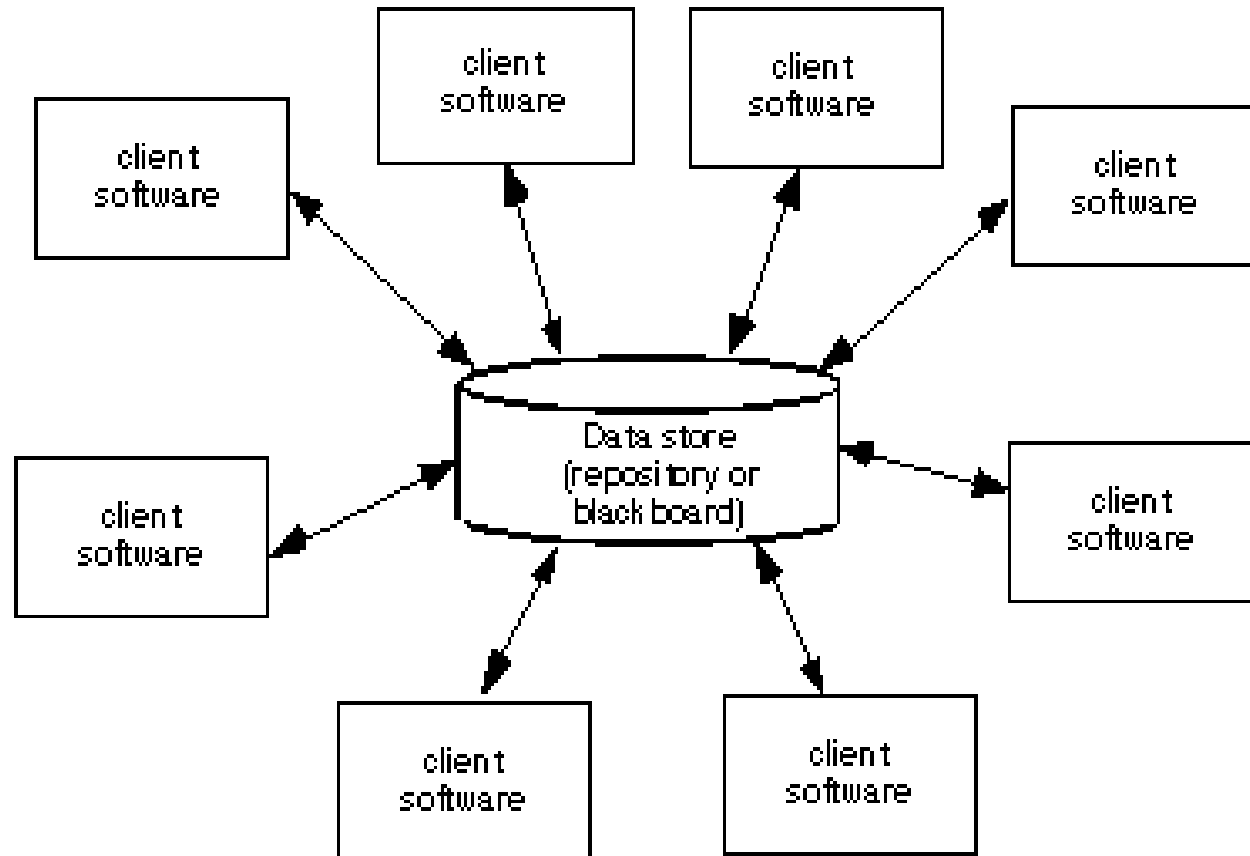 client
software
client
software
client
software
client
software
Data store
(repository or
black board)
client
software
client
software
client
software
client
software